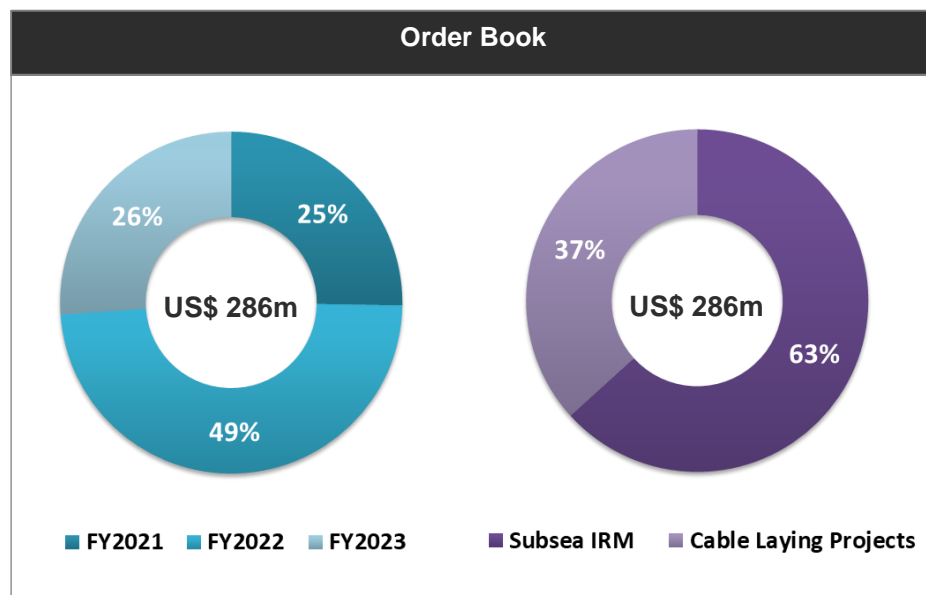 Order Book
26%
25%
US$ 286m
49%
FY2021 FY2022 FY2023
37%
US$ 286m
63%
Subsea IRM Cable Laying Projects